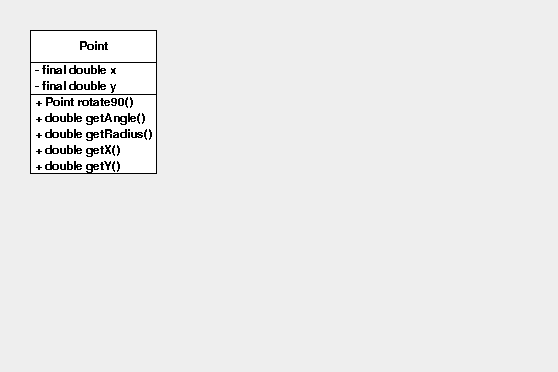 Point
- final double x
- final double y
+ Point rotate90()
+ double getAngle()
+ double getRadius()
+ double getX()
+ double getY()